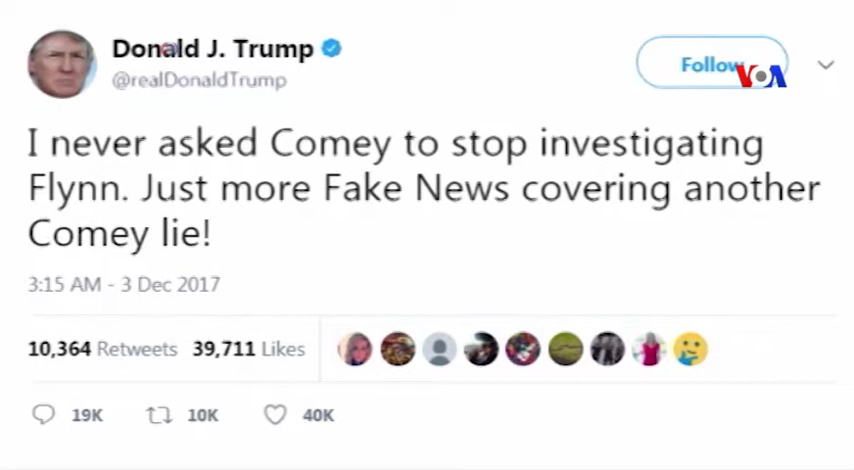 Donald J. Trump
@realDonaldTrump
Follow
VOA
I never asked Comey to stop investigating
Flynn. Just more Fake News covering another
Comey lie!
3:15 AM - 3 Dec 2017
10,364 Retweets 39,711 Likes
19K 10K 40K